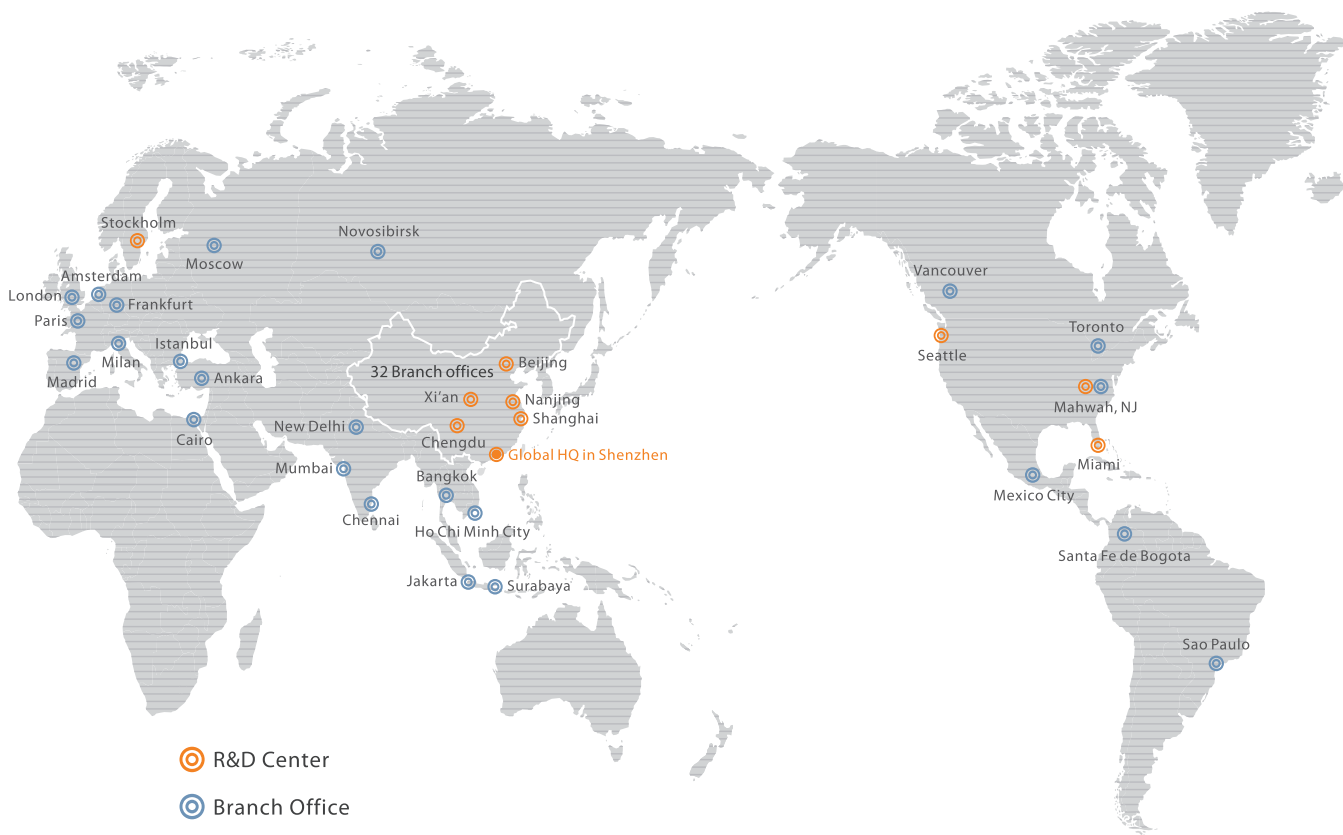 Stockholm
Novosibirsk
Moscow
Amsterdam
London
Frankfurt
Paris
Istanbul
Milan
Madrid
Ankara
Cairo
32 Branch offices
Beijing
Xi'an
Nanjing
Shanghai
New Delhi
Chengdu
Global HQ in Shenzhen
Mumbai
Bangkok
Chennai
Ho Chi Minh City
Jakarta
Surabaya
Vancouver
Toronto
Seattle
Mahwah, NJ
Miami
Mexico City
Santa Fe de Bogota
Sao Paulo
R&D Center
Branch Office